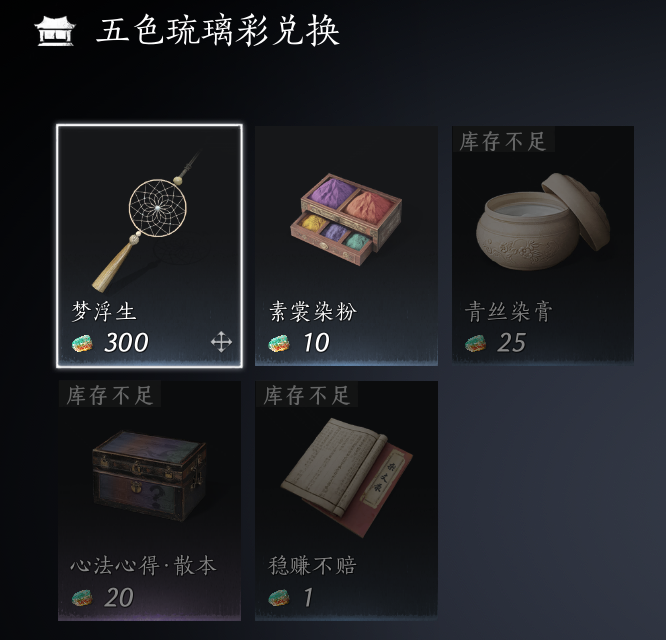 五色琉璃彩兑换
梦浮生
300
素裳染粉
10
库存不足
青丝染膏
25
库存不足
心法心得·散本
20
库存不足
稳赚不赔
1